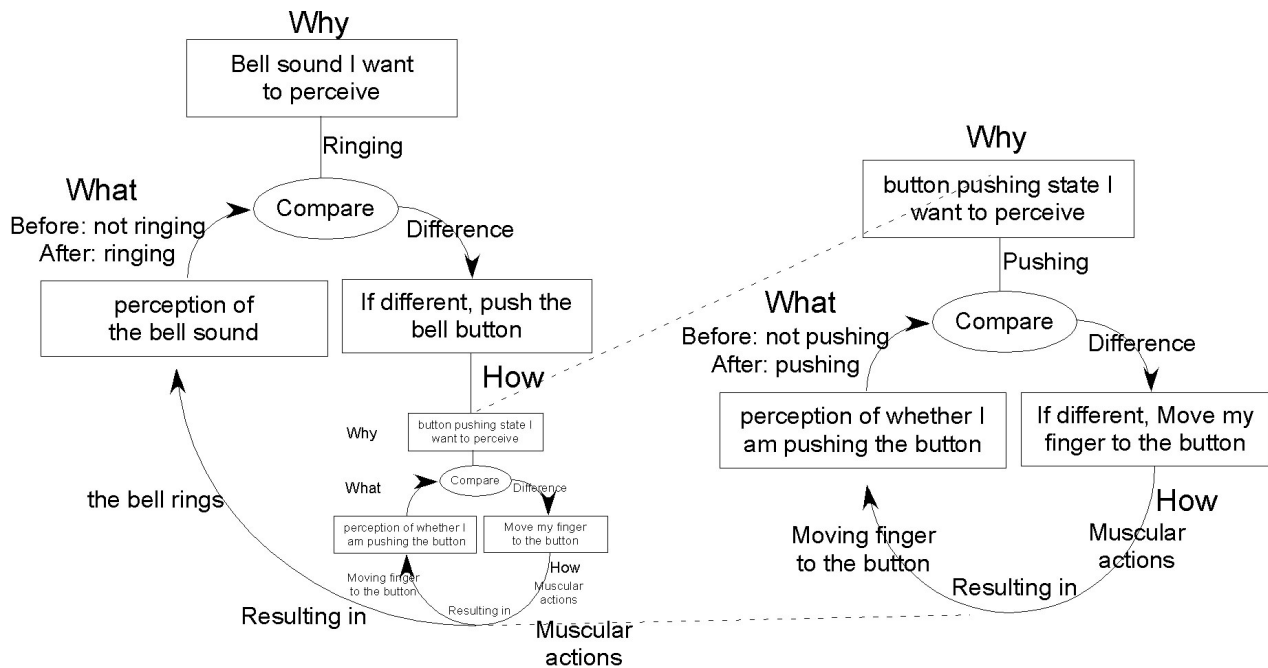 Why
Bell sound I want
to perceive
Ringing
What
Before: not ringing
After: ringing
Compare
Difference
perception of
the bell sound
If different, push the
bell button
How
Why
button pushing state I
want to perceive
What
Compare
Difference
perception of whether I
am pushing the button
Move my finger
to the button
How
Moving finger
to the button
Muscular
actions
Resulting in
the bell rings
Resulting in
Muscular
actions
Why
button pushing state I
want to perceive
Pushing
What
Before: not pushing
After: pushing
Compare
Difference
perception of whether I
am pushing the button
If different, Move my
finger to the button
How
Moving finger
to the button
Muscular
actions
Resulting in